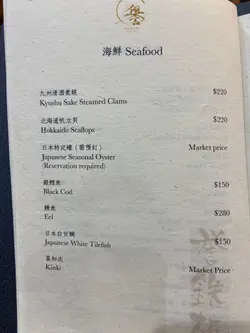 海鮮 Seafood
九州清酒煮蜆 $220
Kyushu Sake Steamed Clams
北海道帆立貝 $220
Hokkaido Scallops
日本特定蠔（需預訂） Market price
Japanese Seasonal Oyster
(Reservation required)
銀鱈魚 $150
Black Cod
鰻魚 $280
Eel
日本白甘鯛 $150
Japanese White Tilefish
喜知次 Market Price
Kinki